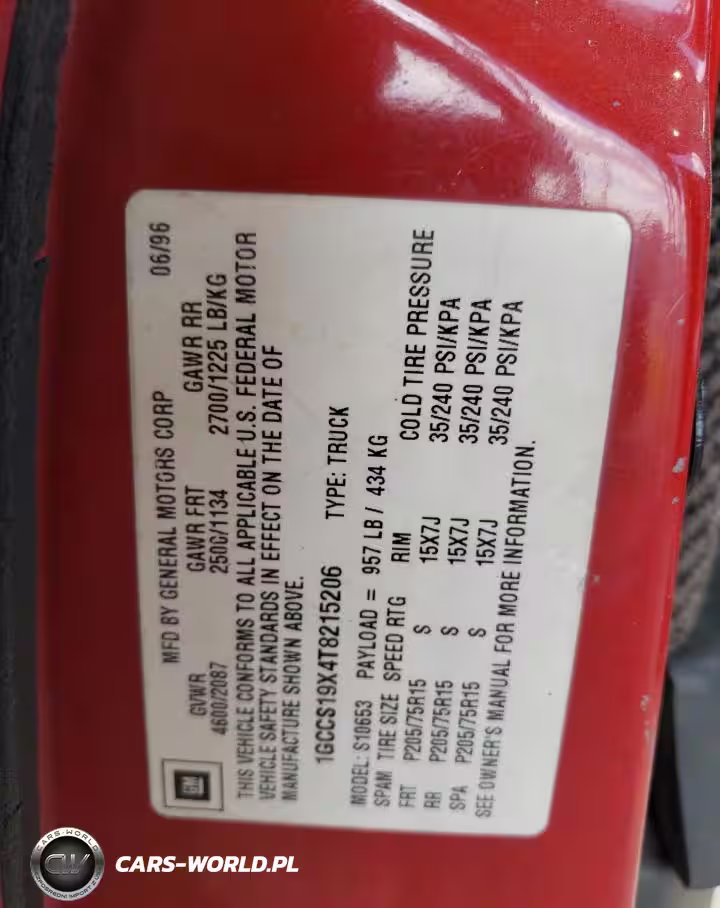 MFD BY GENERAL MOTORS CORP 06/96
GVWR GAWR FRT GAWR RR
4600/2087 2500/1134 2700/1225 LB/KG
THIS VEHICLE CONFORMS TO ALL APPLICABLE U.S. FEDERAL MOTOR
VEHICLE SAFETY STANDARDS IN EFFECT ON THE DATE OF
MANUFACTURE SHOWN ABOVE.
1GCCS19X4T8215206 TYPE: TRUCK
MODEL: S10653 PAYLOAD = 957 LB / 434 KG
SPAM TIRE SIZE SPEED RTG RIM COLD TIRE PRESSURE
FRT P205/75R15 S 15X7J 35/240 PSI/KPA
RR P205/75R15 S 15X7J 35/240 PSI/KPA
SPA P205/75R15 S 15X7J 35/240 PSI/KPA
SEE OWNER'S MANUAL FOR MORE INFORMATION.
GM
CARS-WORLD
CW
CARS-WORLD.PL